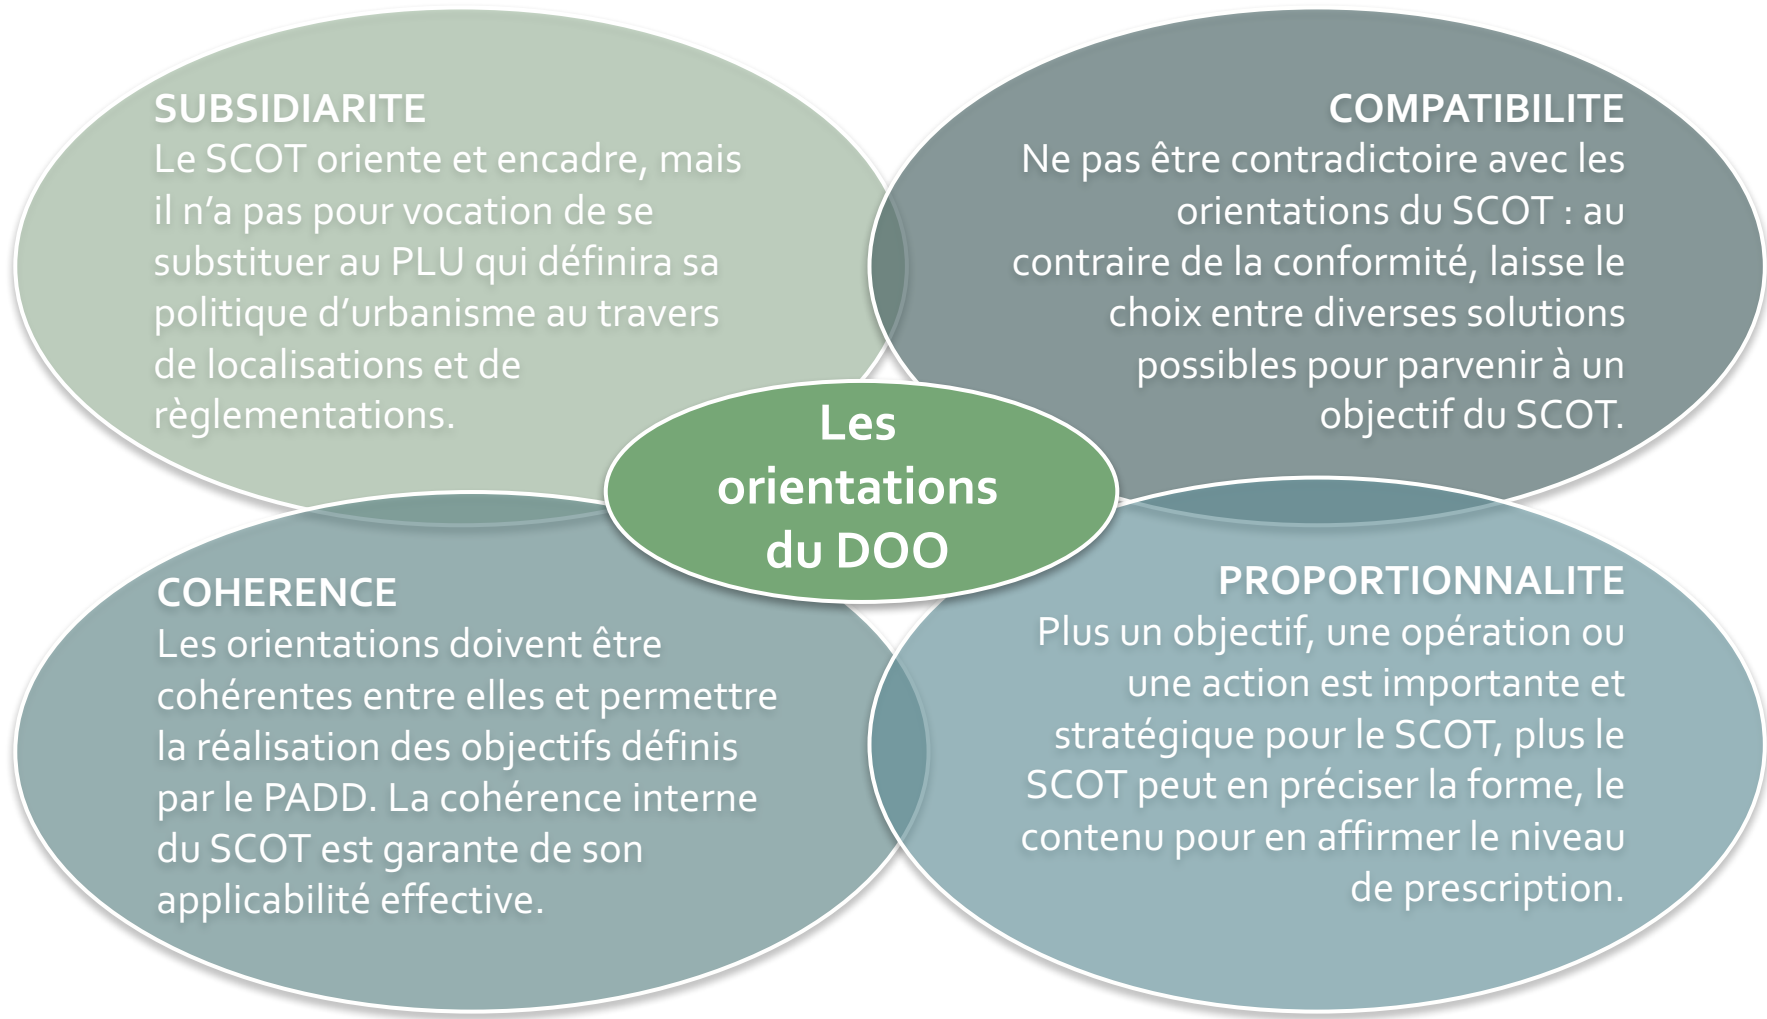 SUBSIDIARITE
Le SCOT oriente et encadre, mais
il n’a pas pour vocation de se
substituer au PLU qui définira sa
politique d’urbanisme au travers
de localisations et de
règlementations.
COMPATIBILITE
Ne pas être contradictoire avec les
orientations du SCOT : au
contraire de la conformité, laisse le
choix entre diverses solutions
possibles pour parvenir à un
objectif du SCOT.
Les
orientations
du DOO
COHERENCE
Les orientations doivent être
cohérentes entre elles et permettre
la réalisation des objectifs définis
par le PADD. La cohérence interne
du SCOT est garante de son
applicabilité effective.
PROPORTIONNALITE
Plus un objectif, une opération ou
une action est importante et
stratégique pour le SCOT, plus le
SCOT peut en préciser la forme, le
contenu pour en affirmer le niveau
de prescription.